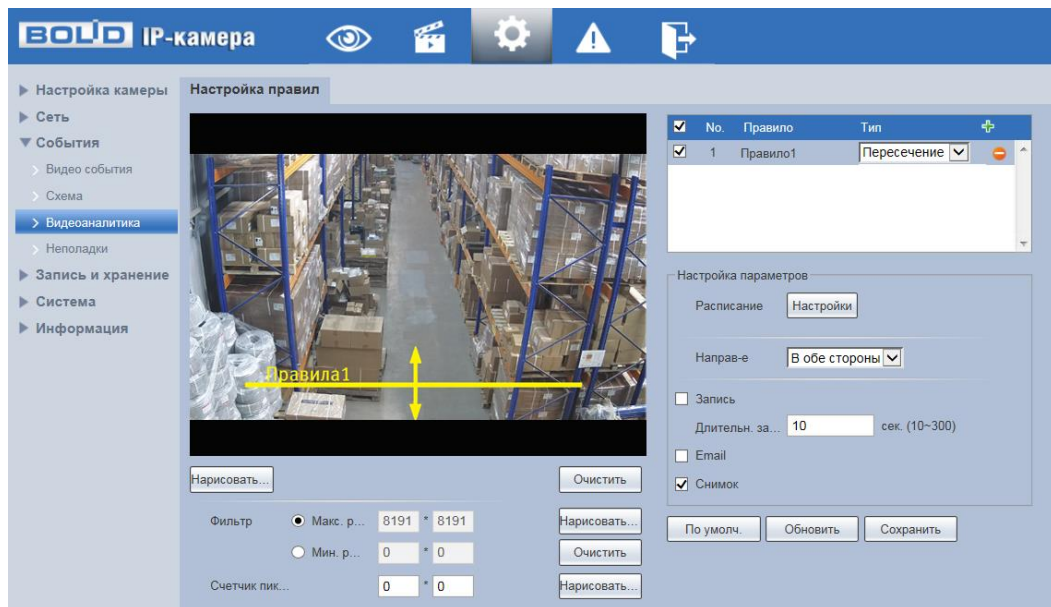 BOLID IP-камера
Настройка камеры
Сеть
События
Видео события
Схема
Видеоаналитика
Неполадки
Запись и хранение
Система
Информация
Настройка правил
Правила1
Нарисовать...
Очистить
Фильтр Макс. р... 8191 * 8191 Нарисовать...
Мин. р... 0 * 0 Очистить
Счетчик пик... 0 * 0 Нарисовать...
No. Правило Тип
1 Правило1 Пересечение
Настройка параметров
Расписание Настройки
Направ-е В обе стороны
Запись
Длительн. за... 10 сек. (10~300)
Email
Снимок
По умолч. Обновить Сохранить